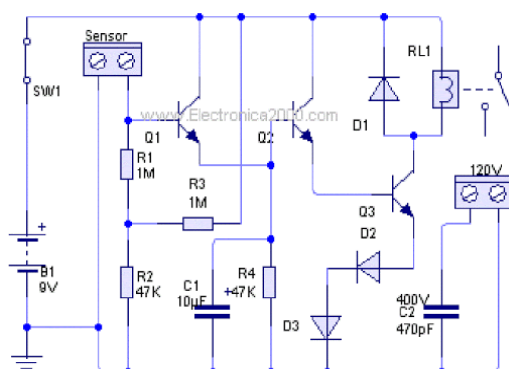 Sensor
RL1
SW1
www.Electronica2000.com
Q1
Q2
D1
R1
1M
R3
1M
120V
Q3
D2
B1
9V
R2
47K
C1
10µF
R4
47K
D3
400V
C2
470pF